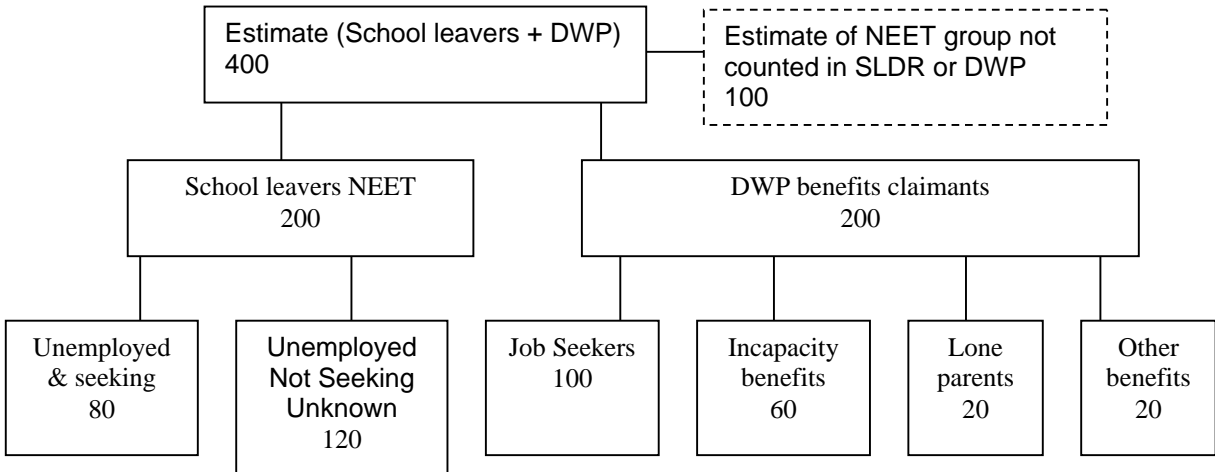 Estimate (School leavers + DWP)
400
Estimate of NEET group not
counted in SLDR or DWP
100
School leavers NEET
200
DWP benefits claimants
200
Unemployed
& seeking
80
Unemployed
Not Seeking
Unknown
120
Job Seekers
100
Incapacity
benefits
60
Lone
parents
20
Other
benefits
20